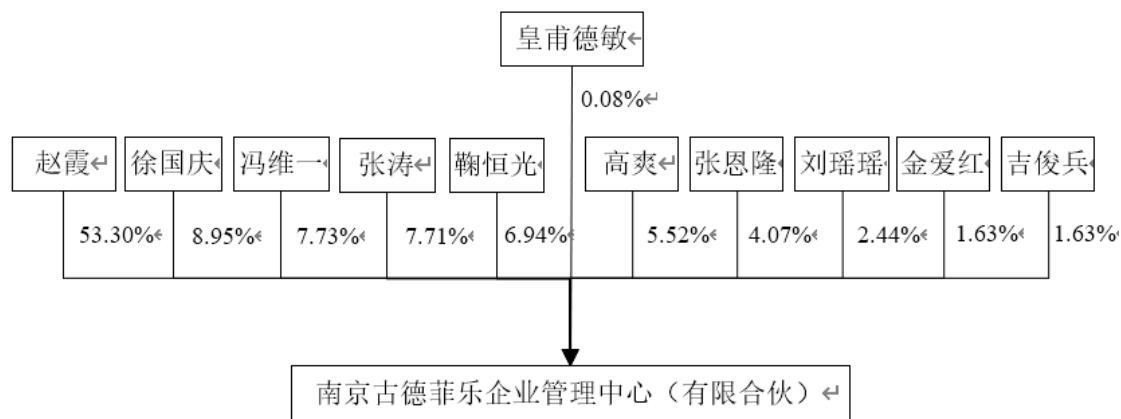 皇甫德敏
0.08%
赵霞 徐国庆 冯维一 张涛 鞠恒光 高爽 张恩隆 刘瑶瑶 金爱红 吉俊兵
53.30% 8.95% 7.73% 7.71% 6.94% 5.52% 4.07% 2.44% 1.63% 1.63%
南京古德菲乐企业管理中心（有限合伙）